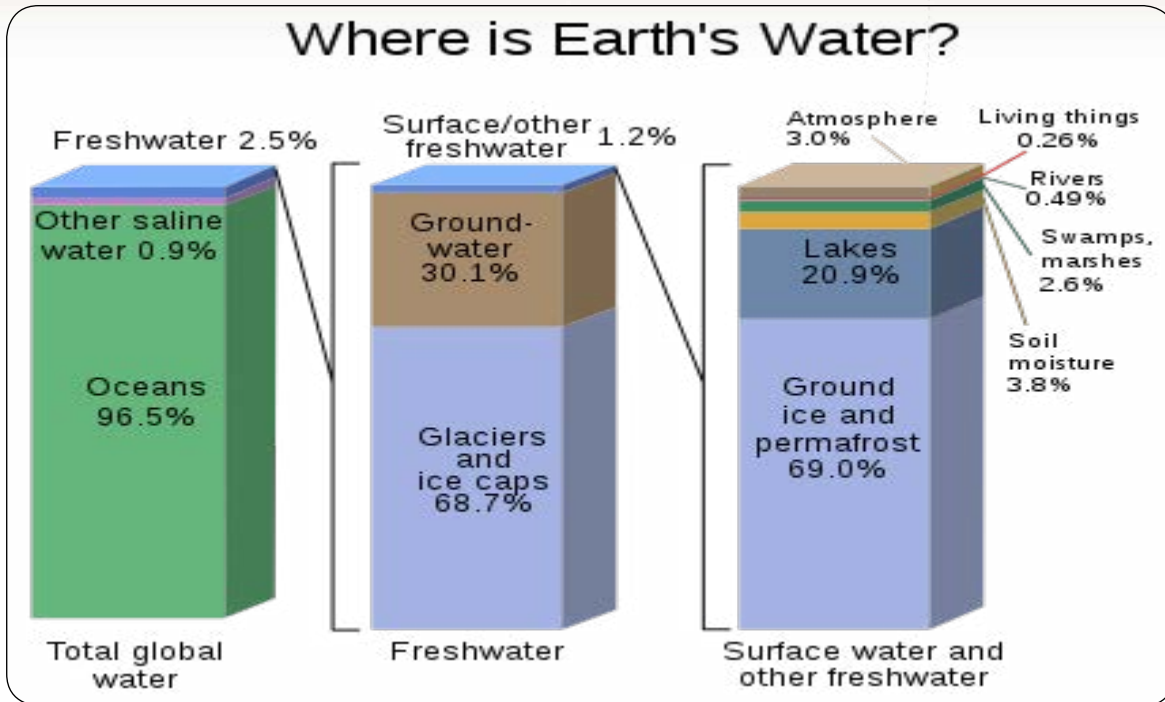 Where is Earth's Water?
Freshwater 2.5%
Other saline
water 0.9%
Oceans
96.5%
Total global
water
Surface/other
freshwater 1.2%
Ground-
water
30.1%
Glaciers
and
ice caps
68.7%
Freshwater
Atmosphere
3.0%
Living things
0.26%
Rivers
0.49%
Swamps,
marshes
2.6%
Soil
moisture
3.8%
Lakes
20.9%
Ground
ice and
permafrost
69.0%
Surface water and
other freshwater